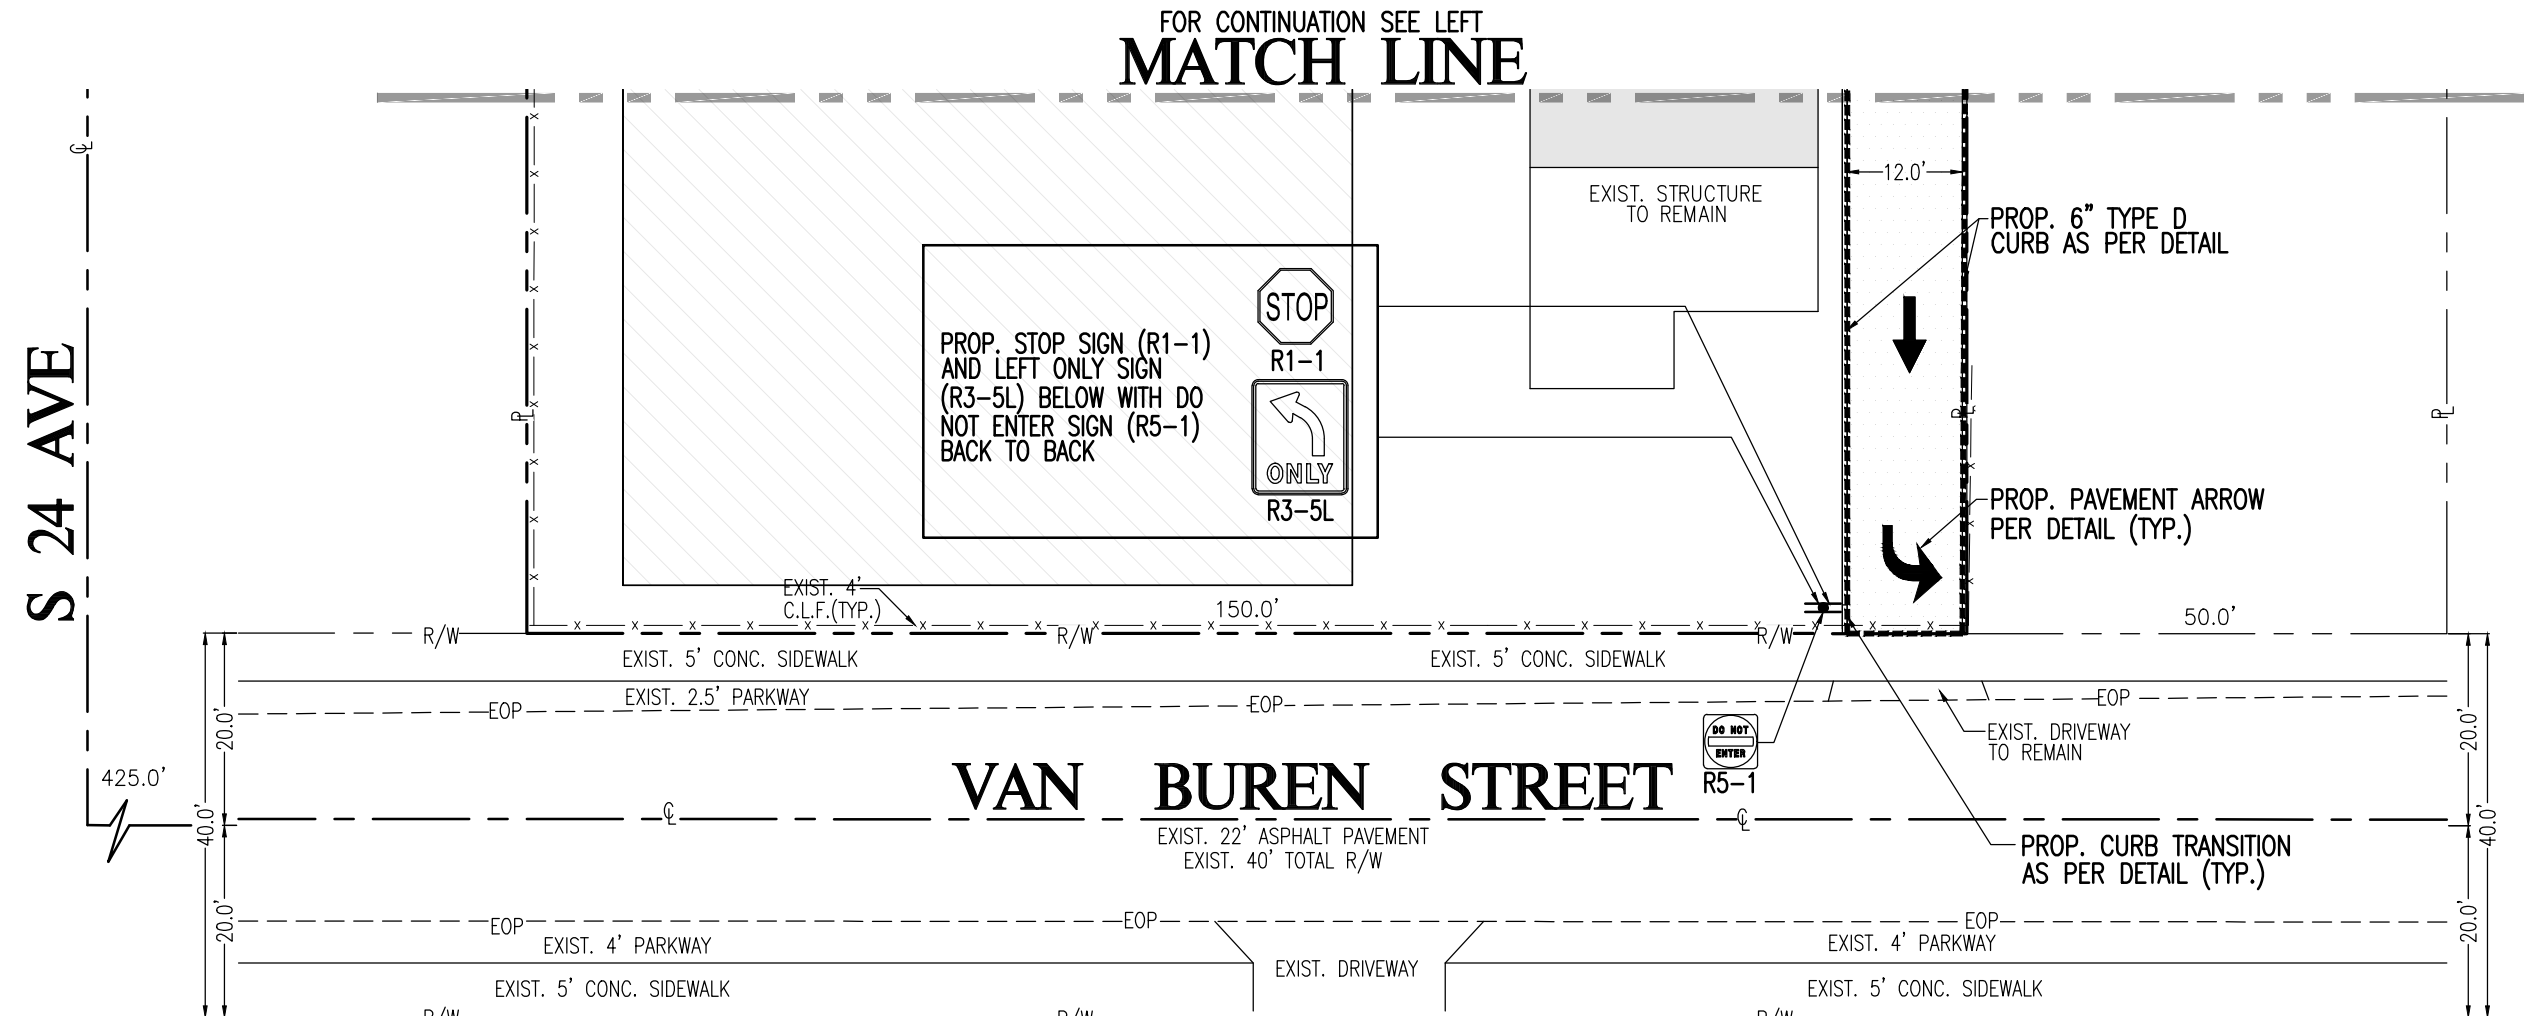 FOR CONTINUATION SEE LEFT
MATCH LINE
℄
12.0'
EXIST. STRUCTURE
TO REMAIN
PROP. 6" TYPE D
CURB AS PER DETAIL
S 24 AVE
STOP
R1-1
PROP. STOP SIGN (R1-1)
AND LEFT ONLY SIGN
(R3-5L) BELOW WITH DO
NOT ENTER SIGN (R5-1)
BACK TO BACK
ONLY
R3-5L
PL
PL
PL
PROP. PAVEMENT ARROW
PER DETAIL (TYP.)
EXIST. 4'
C.L.F.(TYP.)
150.0'
50.0'
R/W
R/W
R/W
EXIST. 5' CONC. SIDEWALK
EXIST. 5' CONC. SIDEWALK
EXIST. 2.5' PARKWAY
EOP
EOP
EOP
20.0'
20.0'
DO NOT
ENTER
R5-1
EXIST. DRIVEWAY
TO REMAIN
425.0'
VAN BUREN STREET
40.0'
40.0'
℄
℄
EXIST. 22' ASPHALT PAVEMENT
EXIST. 40' TOTAL R/W
PROP. CURB TRANSITION
AS PER DETAIL (TYP.)
20.0'
20.0'
EOP
EOP
EOP
EXIST. 4' PARKWAY
EXIST. 4' PARKWAY
EXIST. DRIVEWAY
EXIST. 5' CONC. SIDEWALK
EXIST. 5' CONC. SIDEWALK
R/W
R/W
R/W